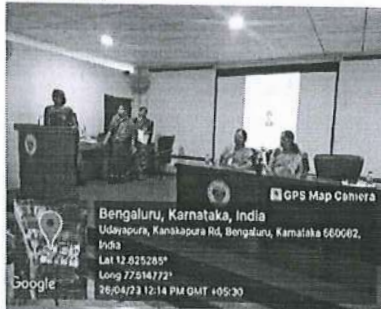 GPS Map Camera
Bengaluru, Karnataka, India
Udayapura, Kanakapura Rd, Bengaluru, Karnataka 560082,
India
Lat 12.825285°
Long 77.514772°
26/04/23 12:14 PM GMT +05:30
Google